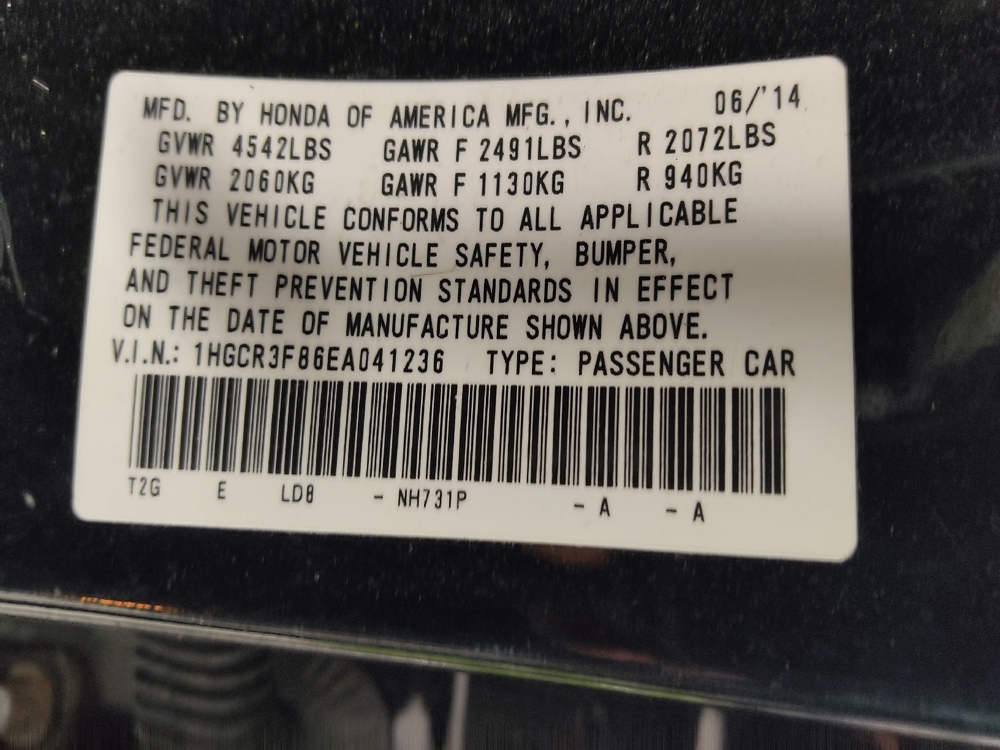 MFD. BY HONDA OF AMERICA MFG., INC. 06/'14
GVWR 4542LBS GAWR F 2491LBS R 2072LBS
GVWR 2060KG GAWR F 1130KG R 940KG
THIS VEHICLE CONFORMS TO ALL APPLICABLE
FEDERAL MOTOR VEHICLE SAFETY, BUMPER,
AND THEFT PREVENTION STANDARDS IN EFFECT
ON THE DATE OF MANUFACTURE SHOWN ABOVE.
V.I.N.: 1HGCR3F86EA041236 TYPE: PASSENGER CAR
T2G E LD8 - NH731P - A - A